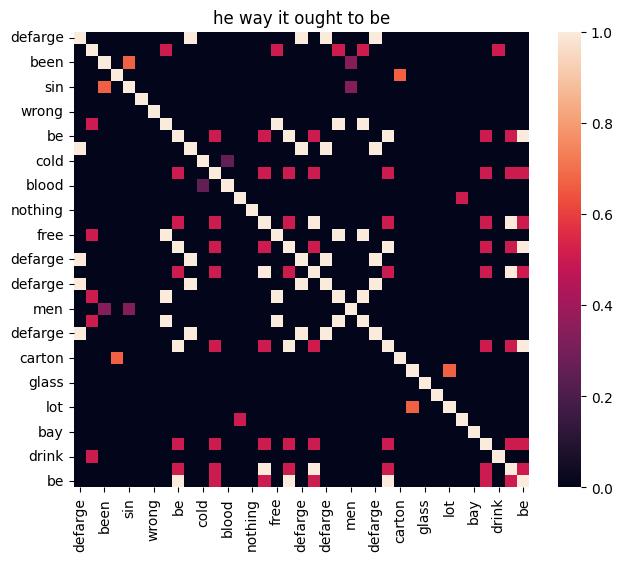 he way it ought to be
defarge
been
sin
wrong
be
cold
blood
nothing
free
defarge
defarge
men
defarge
carton
glass
lot
bay
drink
be
defarge
been
sin
wrong
be
cold
blood
nothing
free
defarge
defarge
men
defarge
carton
glass
lot
bay
drink
be
1.0
0.8
0.6
0.4
0.2
0.0